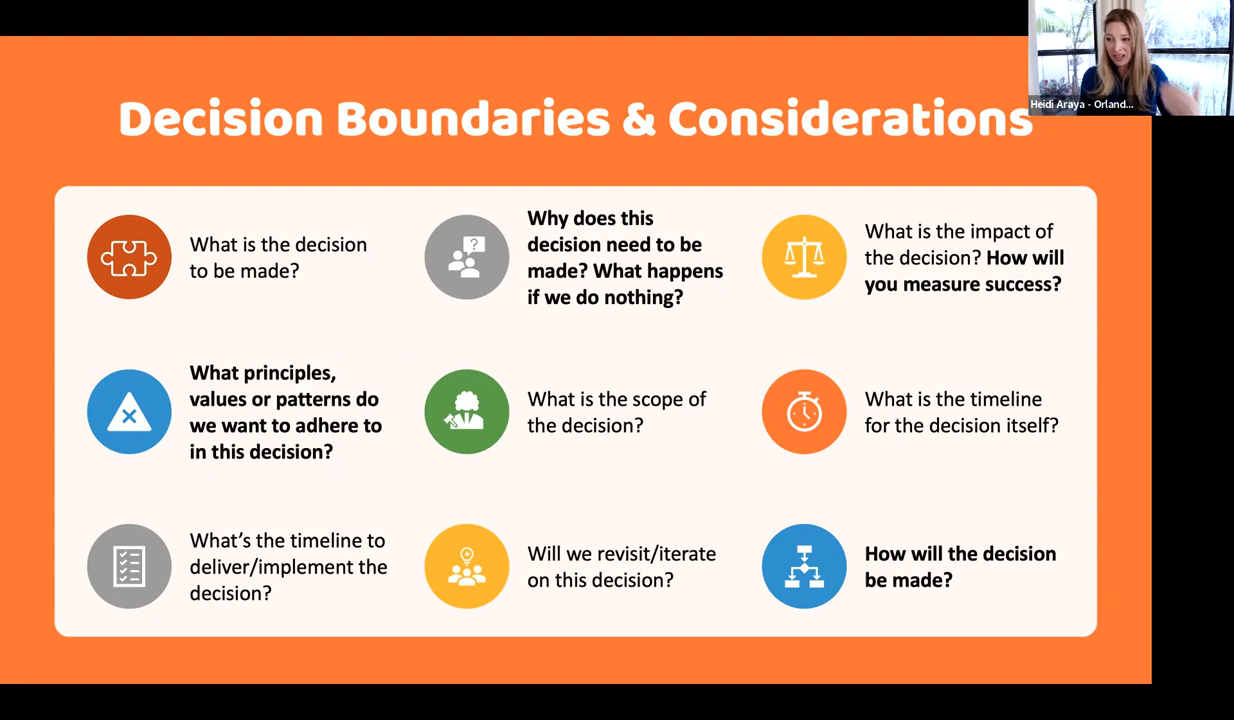 Heidi Araya - Orland...
Decision Boundaries & Considerations
What is the decision
to be made?
?
Why does this
decision need to be
made? What happens
if we do nothing?
What is the impact of
the decision? How will
you measure success?
What principles,
values or patterns do
we want to adhere to
in this decision?
What is the scope of
the decision?
What is the timeline
for the decision itself?
What's the timeline to
deliver/implement the
decision?
Will we revisit/iterate
on this decision?
How will the decision
be made?